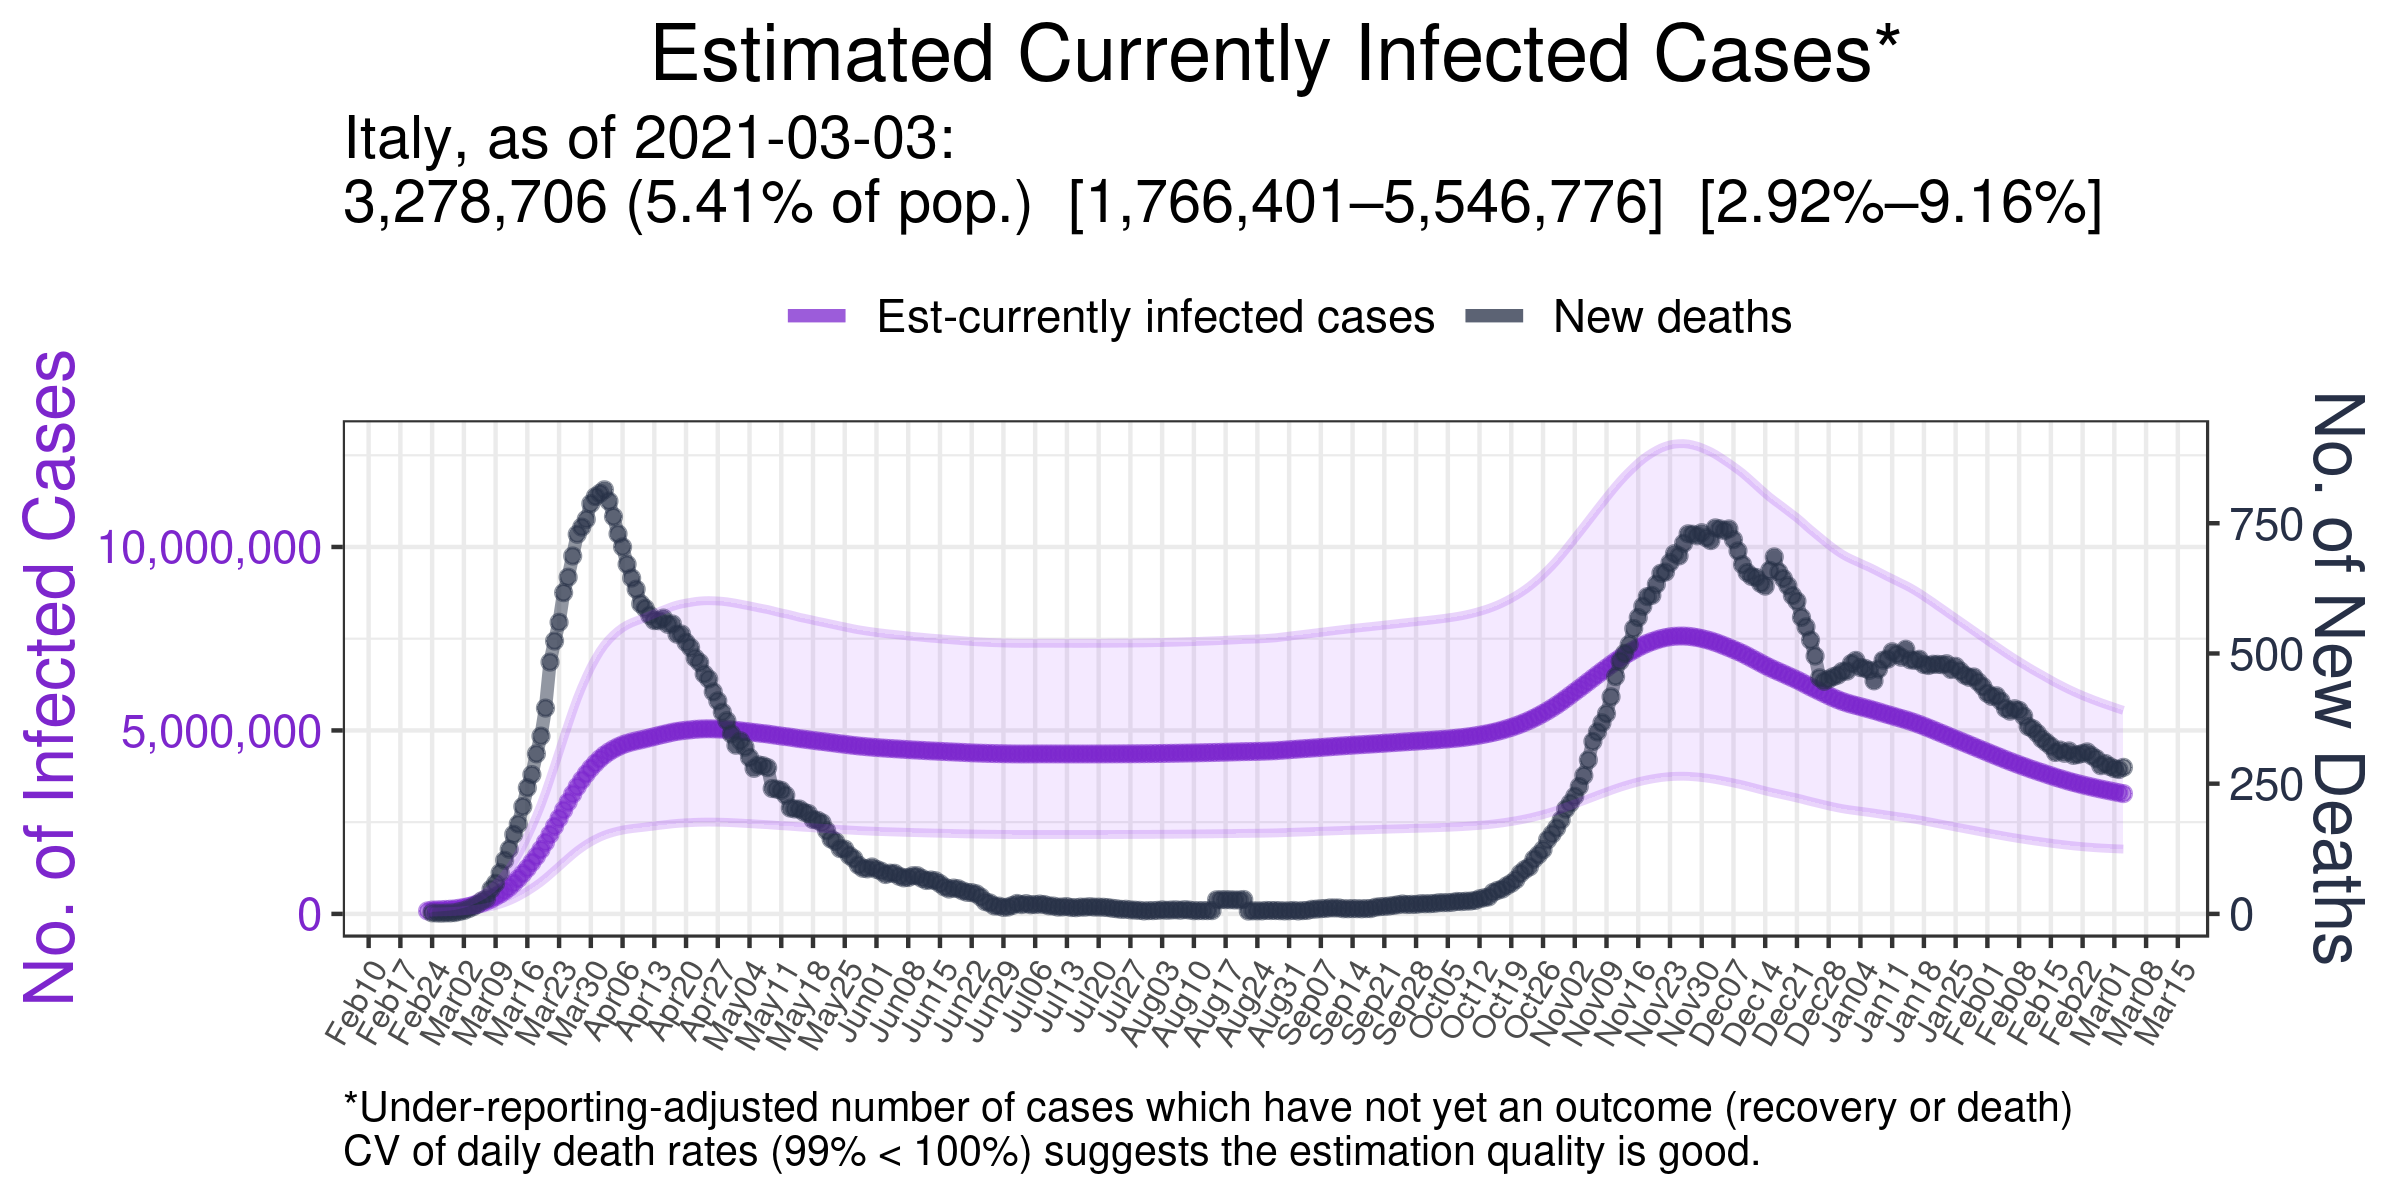 Estimated Currently Infected Cases*
Italy, as of 2021-03-03:
3,278,706 (5.41% of pop.) [1,766,401–5,546,776] [2.92%–9.16%]
Est-currently infected cases New deaths
No. of Infected Cases
10,000,000
5,000,000
0
No. of New Deaths
750
500
250
0
Feb10 Feb17 Feb24 Mar02 Mar09 Mar16 Mar23 Mar30 Apr06 Apr13 Apr20 Apr27 May04 May11 May18 May25 Jun01 Jun08 Jun15 Jun22 Jun29 Jul06 Jul13 Jul20 Jul27 Aug03 Aug10 Aug17 Aug24 Aug31 Sep07 Sep14 Sep21 Sep28 Oct05 Oct12 Oct19 Oct26 Nov02 Nov09 Nov16 Nov23 Nov30 Dec07 Dec14 Dec21 Dec28 Jan04 Jan11 Jan18 Jan25 Feb01 Feb08 Feb15 Feb22 Mar01 Mar08 Mar15
*Under-reporting-adjusted number of cases which have not yet an outcome (recovery or death)
CV of daily death rates (99% < 100%) suggests the estimation quality is good.